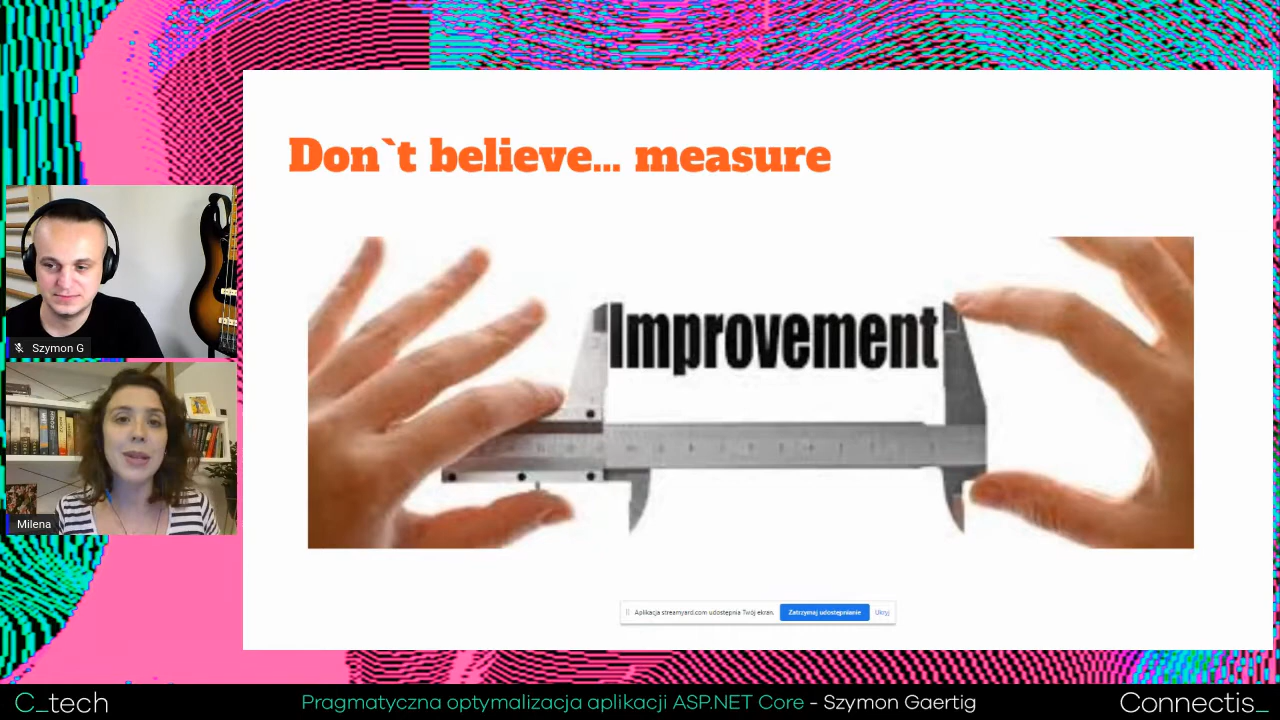 Don`t believe... measure
Improvement
Szymon G
Milena
Aplikacja streamyard.com udostępnia Twój ekran.
Zatrzymaj udostępnianie
Ukryj
C_tech
Pragmatyczna optymalizacja aplikacji ASP.NET Core - Szymon Gaertig
Connectis_